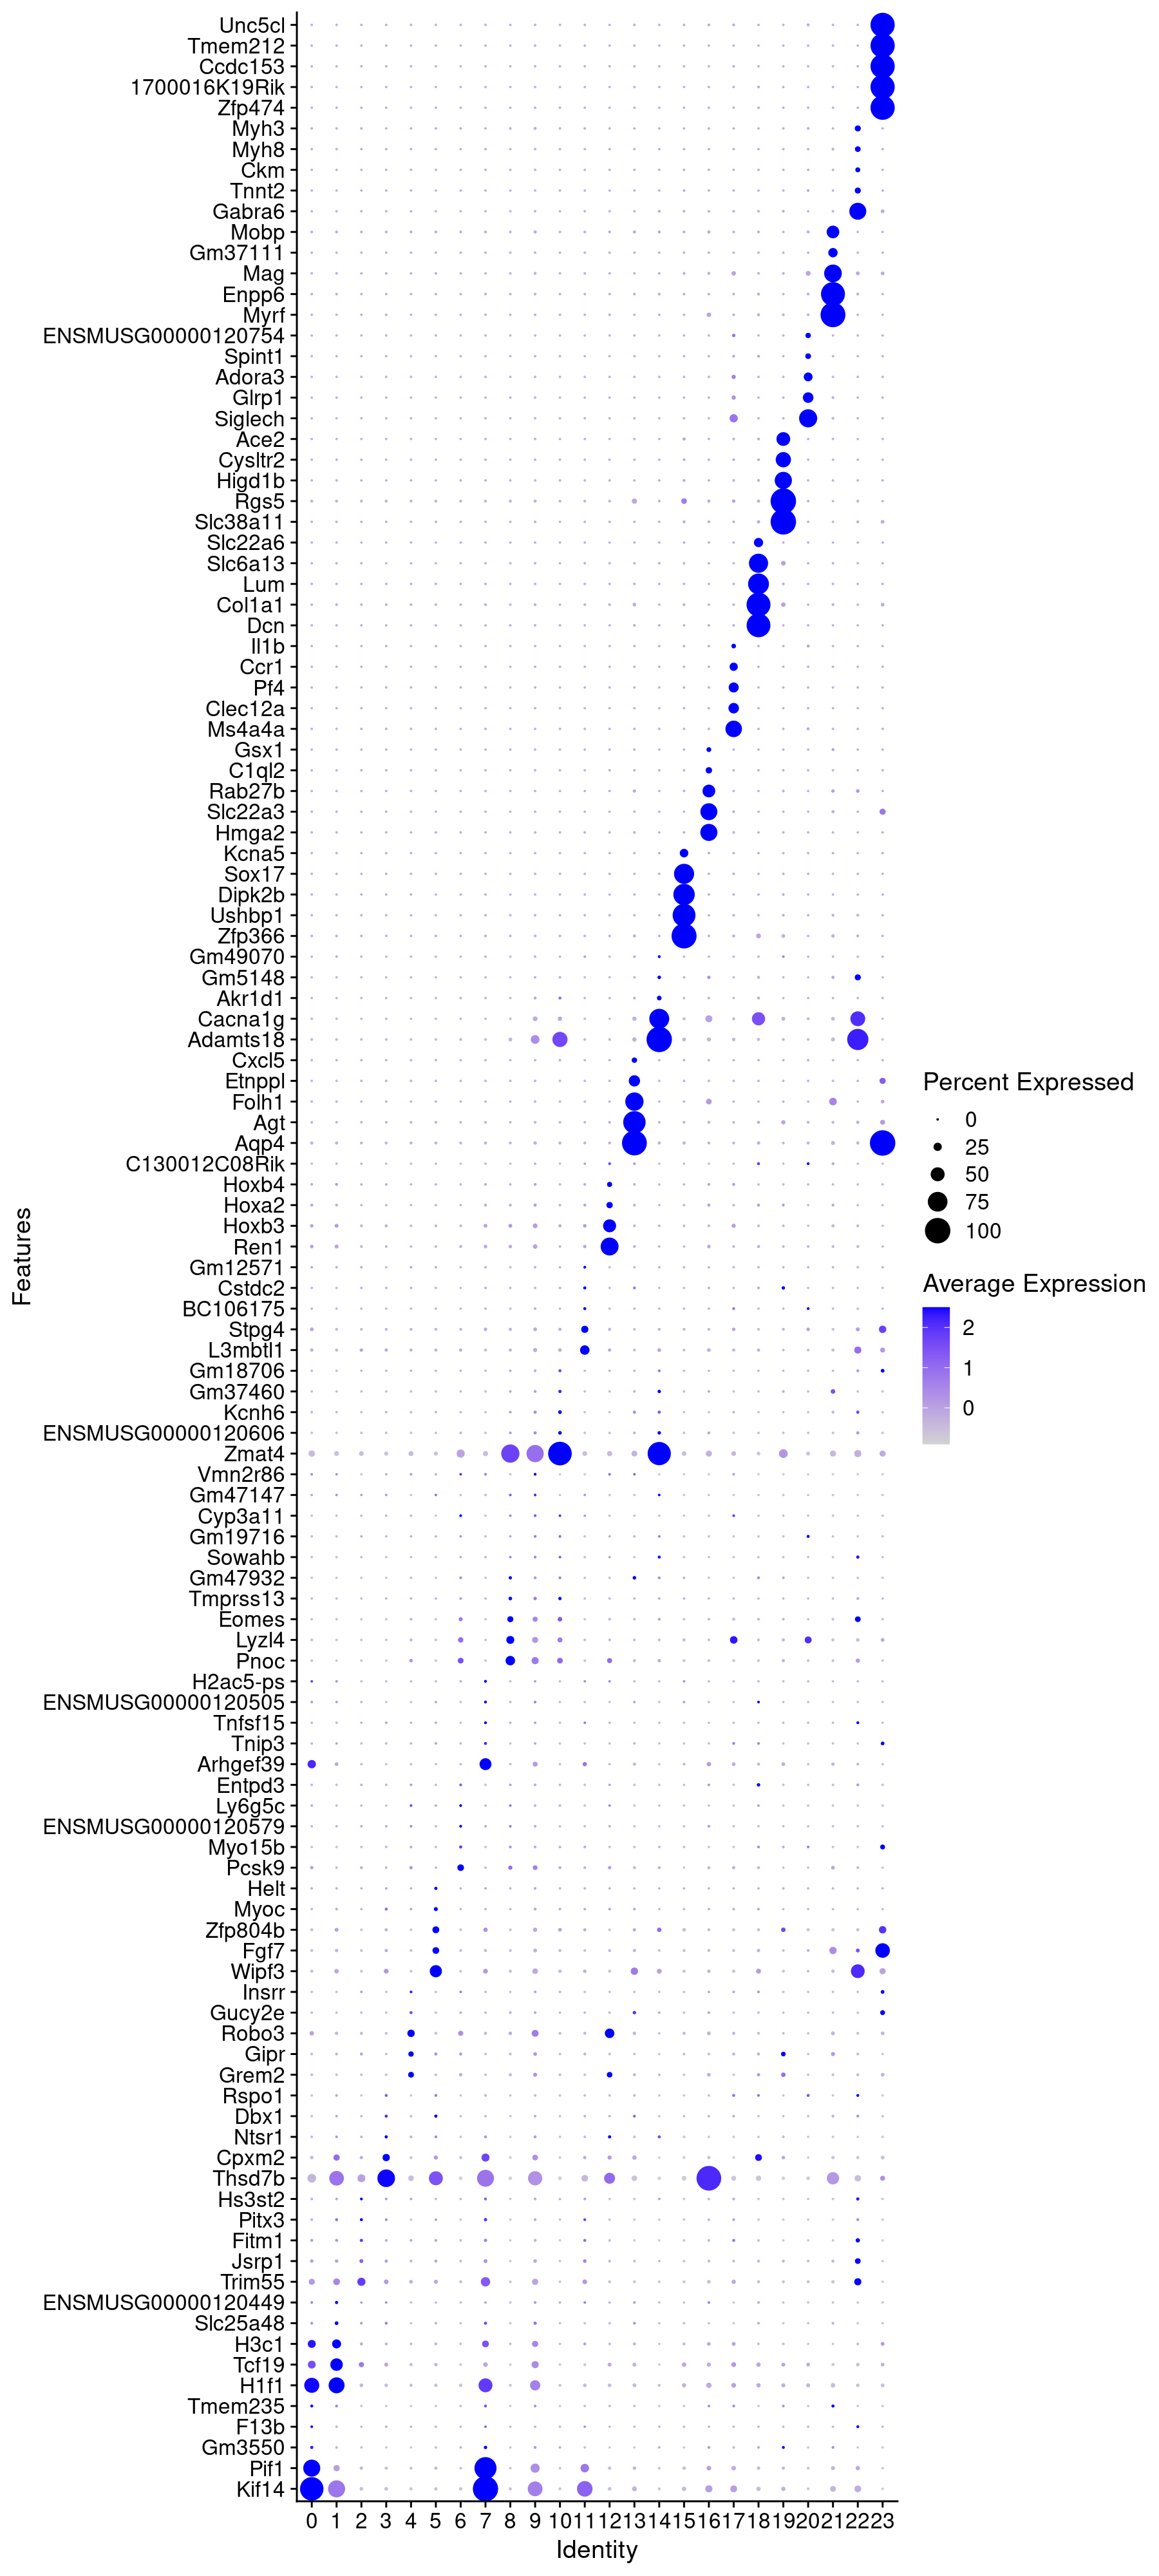 Unc5cl
Tmem212
Ccdc153
1700016K19Rik
Zfp474
Myh3
Myh8
Ckm
Tnnt2
Gabra6
Mobp
Gm37111
Mag
Enpp6
Myrf
ENSMUSG00000120754
Spint1
Adora3
Glrp1
Siglech
Ace2
Cysltr2
Higd1b
Rgs5
Slc38a11
Slc22a6
Slc6a13
Lum
Col1a1
Dcn
Il1b
Ccr1
Pf4
Clec12a
Ms4a4a
Gsx1
C1ql2
Rab27b
Slc22a3
Hmga2
Kcna5
Sox17
Dipk2b
Ushbp1
Zfp366
Gm49070
Gm5148
Akr1d1
Cacna1g
Adamts18
Cxcl5
Etnppl
Folh1
Agt
Aqp4
C130012C08Rik
Hoxb4
Hoxa2
Hoxb3
Ren1
Gm12571
Cstdc2
BC106175
Stpg4
L3mbtl1
Gm18706
Gm37460
Kcnh6
ENSMUSG00000120606
Zmat4
Vmn2r86
Gm47147
Cyp3a11
Gm19716
Sowahb
Gm47932
Tmprss13
Eomes
Lyzl4
Pnoc
H2ac5-ps
ENSMUSG00000120505
Tnfsf15
Tnip3
Arhgef39
Entpd3
Ly6g5c
ENSMUSG00000120579
Myo15b
Pcsk9
Helt
Myoc
Zfp804b
Fgf7
Wipf3
Insrr
Gucy2e
Robo3
Gipr
Grem2
Rspo1
Dbx1
Ntsr1
Cpxm2
Thsd7b
Hs3st2
Pitx3
Fitm1
Jsrp1
Trim55
ENSMUSG00000120449
Slc25a48
H3c1
Tcf19
H1f1
Tmem235
F13b
Gm3550
Pif1
Kif14
0 1 2 3 4 5 6 7 8 9 10 11 12 13 14 15 16 17 18 19 20 21 22 23
Identity
Features
Percent Expressed
0
25
50
75
100
Average Expression
2
1
0